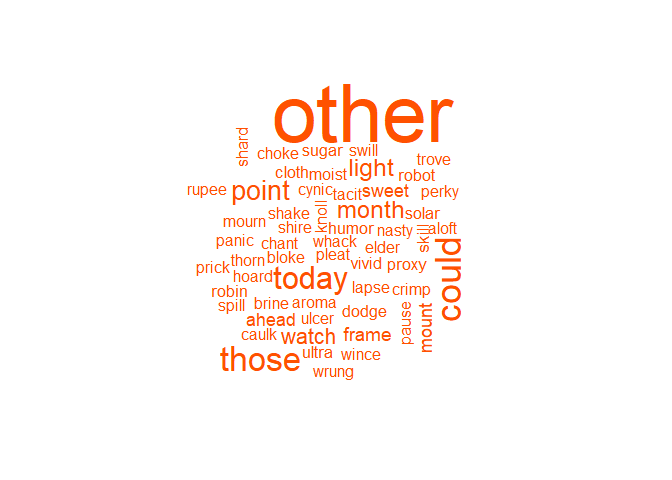 other
shard
choke sugar swill
trove
cloth moist light robot
rupee point cynic tacit sweet perky
knoll
shake month solar
mourn shire humor nasty skill aloft
panic chant whack elder could
thorn bloke pleat vivid proxy
prick hoard today lapse crimp
robin
spill brine aroma dodge pause mount
ahead ulcer
caulk watch frame
those ultra wince
wrung